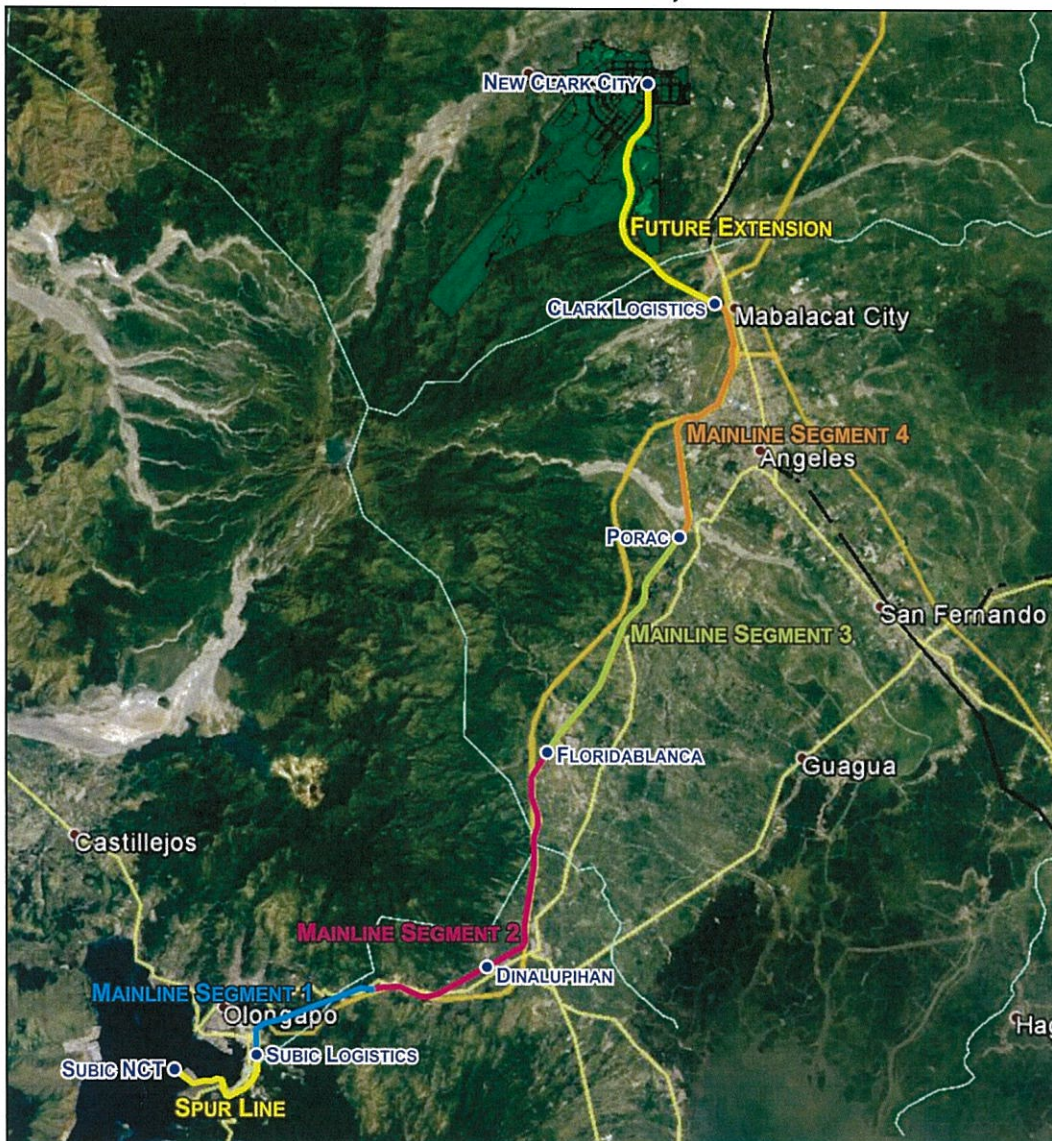 NEW CLARK CITY
FUTURE EXTENSION
CLARK LOGISTICS
Mabalacat City
MAINLINE SEGMENT 4
Angeles
PORAC
San Fernando
MAINLINE SEGMENT 3
FLORIDABLANCA
Guagua
Castillejos
MAINLINE SEGMENT 2
DINALUPIHAN
MAINLINE SEGMENT 1
Olongapo
Hag
SUBIC LOGISTICS
SUBIC NCT
SPUR LINE